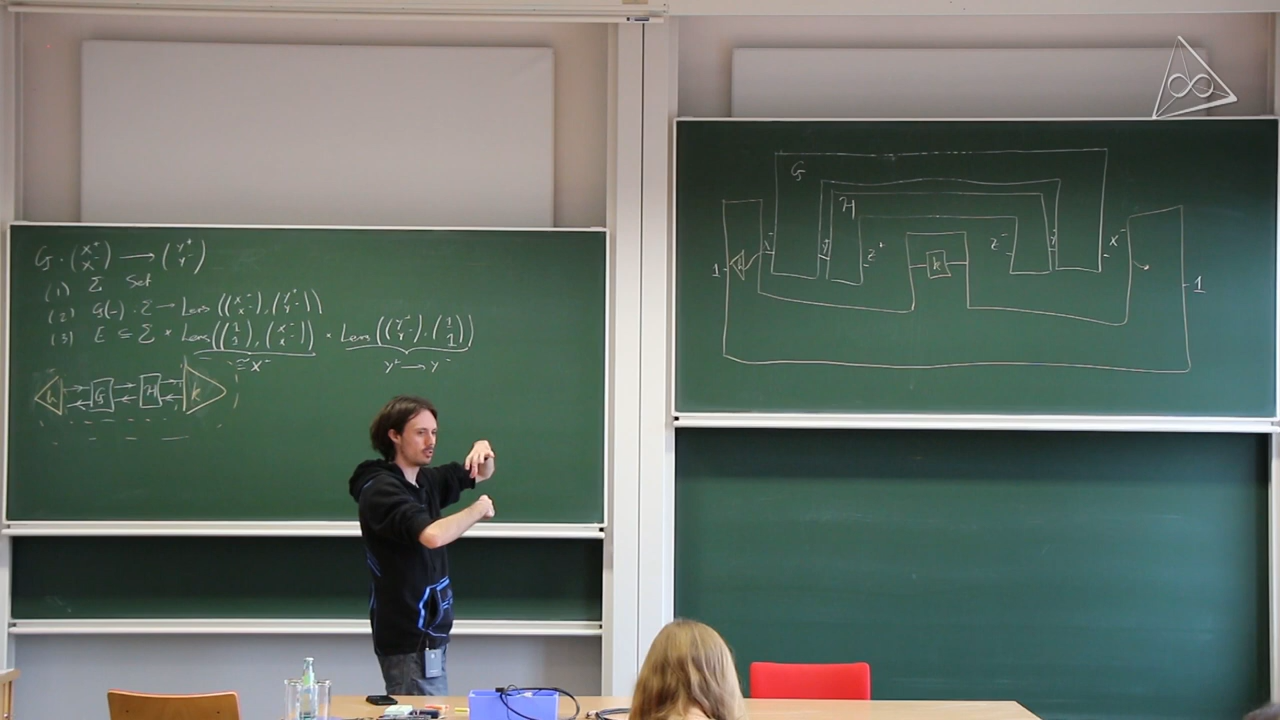 G : (X⁺ X⁻) → (Y⁺ Y⁻)
(1) Σ Set
(2) G(-) : Σ → Lens ((X⁺ X⁻), (Y⁺ Y⁻))
(3) E ⊆ Σ × Lens((1 1), (X⁺ X⁻)) × Lens((Y⁺ Y⁻), (1 1))
≅ X⁺
Y⁺ → Y⁻
h G H k
G
H
1 h X⁺ Y⁺ Z⁺ k Z⁻ Y⁻ X⁻ 1